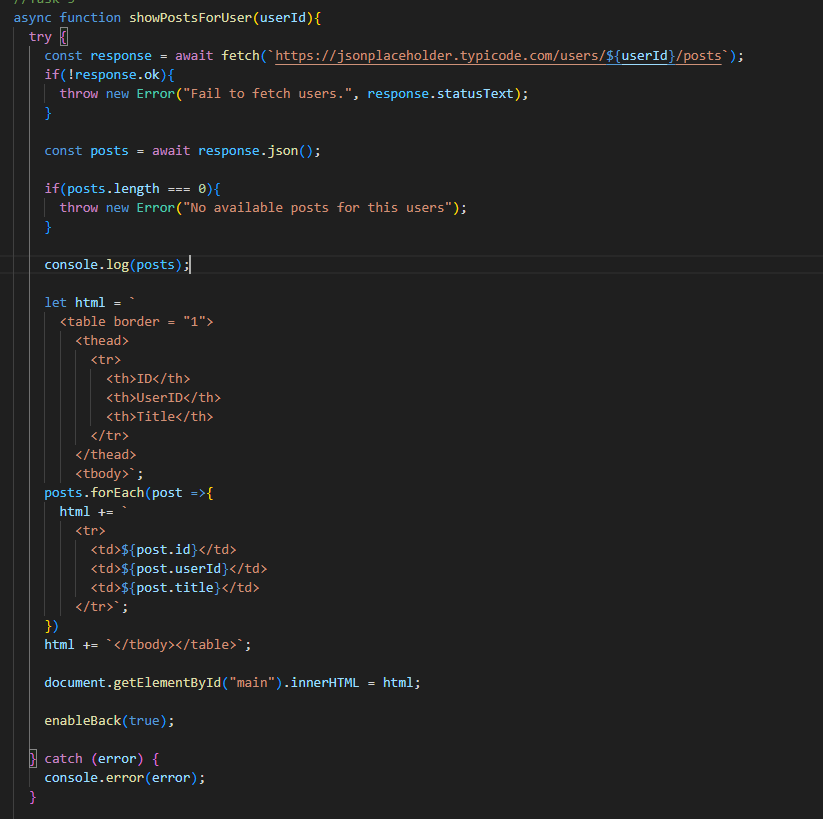 //Task 3
async function showPostsForUser(userId){
  try {
    const response = await fetch(`https://jsonplaceholder.typicode.com/users/${userId}/posts`);
    if(!response.ok){
      throw new Error("Fail to fetch users.", response.statusText);
    }

    const posts = await response.json();

    if(posts.length === 0){
      throw new Error("No available posts for this users");
    }

    console.log(posts);

    let html = `
      <table border = "1">
        <thead>
          <tr>
            <th>ID</th>
            <th>UserID</th>
            <th>Title</th>
          </tr>
        </thead>
        <tbody>`;
    posts.forEach(post =>{
      html += `
        <tr>
          <td>${post.id}</td>
          <td>${post.userId}</td>
          <td>${post.title}</td>
        </tr>`;
    })
    html += `</tbody></table>`;

    document.getElementById("main").innerHTML = html;

    enableBack(true);

  } catch (error) {
    console.error(error);
  }